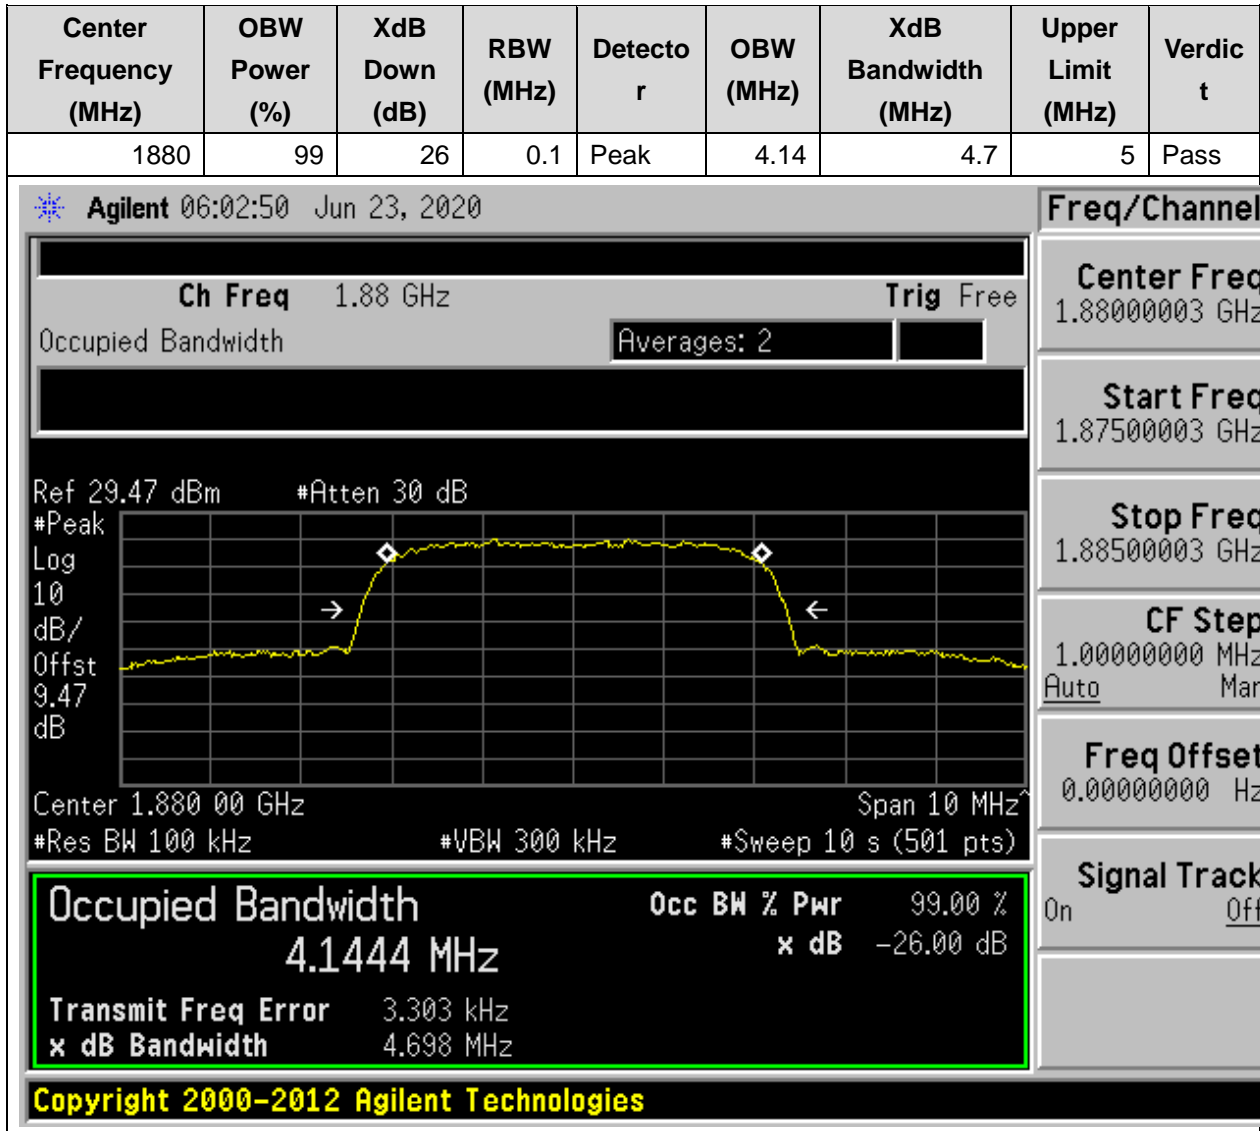 Center Frequency (MHz) OBW Power (%) XdB Down (dB) RBW (MHz) Detector OBW (MHz) XdB Bandwidth (MHz) Upper Limit (MHz) Verdict
1880 99 26 0.1 Peak 4.14 4.7 5 Pass
Agilent 06:02:50 Jun 23, 2020
Freq/Channel
Ch Freq 1.88 GHz Trig Free
Occupied Bandwidth Averages: 2
Center Freq
1.88000003 GHz
Start Freq
1.87500003 GHz
Stop Freq
1.88500003 GHz
CF Step
1.00000000 MHz
Auto Man
Freq Offset
0.00000000 Hz
Signal Track
On Off
Ref 29.47 dBm #Atten 30 dB
#Peak
Log
10
dB/
Offst
9.47
dB
Center 1.880 00 GHz Span 10 MHz^
#Res BW 100 kHz #VBW 300 kHz #Sweep 10 s (501 pts)
Occupied Bandwidth Occ BW % Pwr 99.00 %
4.1444 MHz x dB -26.00 dB
Transmit Freq Error 3.303 kHz
x dB Bandwidth 4.698 MHz
Copyright 2000-2012 Agilent Technologies